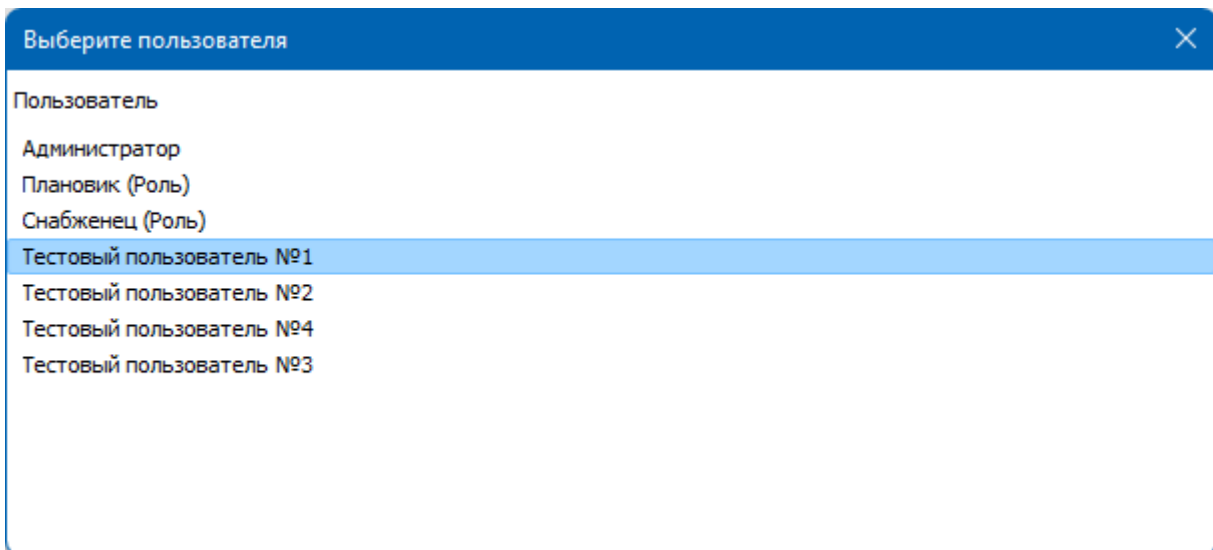 Выберите пользователя
Пользователь
Администратор
Плановик (Роль)
Снабженец (Роль)
Тестовый пользователь №1
Тестовый пользователь №2
Тестовый пользователь №4
Тестовый пользователь №3